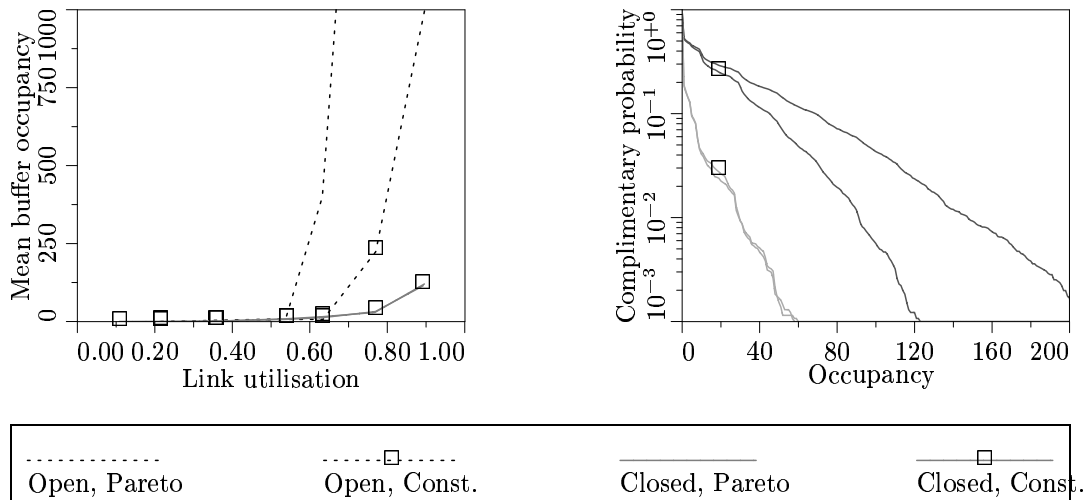 Mean buffer occupancy
0 250 500 750 1000
0.00 0.20 0.40 0.60 0.80 1.00
Link utilisation
Complimentary probability
10−3 10−2 10−1 10+0
0 40 80 120 160 200
Occupancy
Open, Pareto
Open, Const.
Closed, Pareto
Closed, Const.